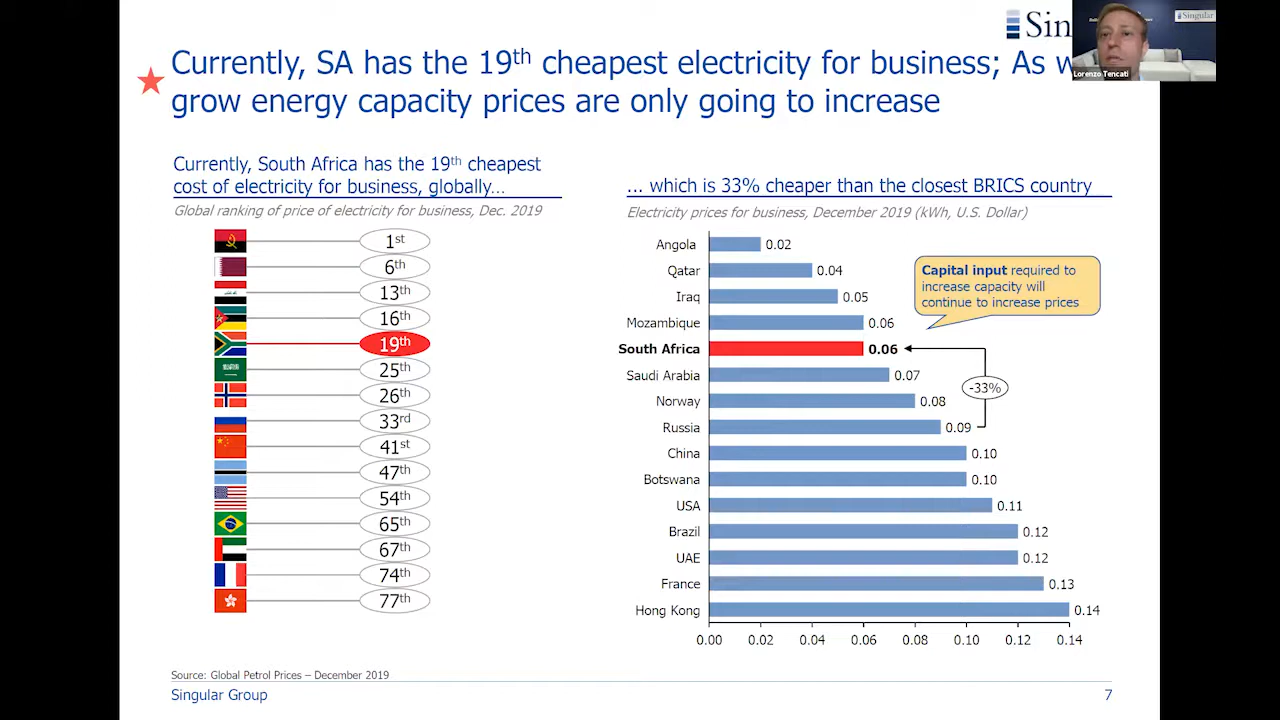 Sin
Singular
Lorenzo Tencati
Currently, SA has the 19th cheapest electricity for business; As w
grow energy capacity prices are only going to increase
Currently, South Africa has the 19th cheapest
cost of electricity for business, globally…
Global ranking of price of electricity for business, Dec. 2019
1st
6th
13th
16th
19th
25th
26th
33rd
41st
47th
54th
65th
67th
74th
77th
... which is 33% cheaper than the closest BRICS country
Electricity prices for business, December 2019 (kWh, U.S. Dollar)
Angola 0.02
Qatar 0.04
Iraq 0.05
Mozambique 0.06
South Africa 0.06
Saudi Arabia 0.07
Norway 0.08
Russia 0.09
China 0.10
Botswana 0.10
USA 0.11
Brazil 0.12
UAE 0.12
France 0.13
Hong Kong 0.14
0.00 0.02 0.04 0.06 0.08 0.10 0.12 0.14
Capital input required to
increase capacity will
continue to increase prices
-33%
Source: Global Petrol Prices – December 2019
Singular Group
7